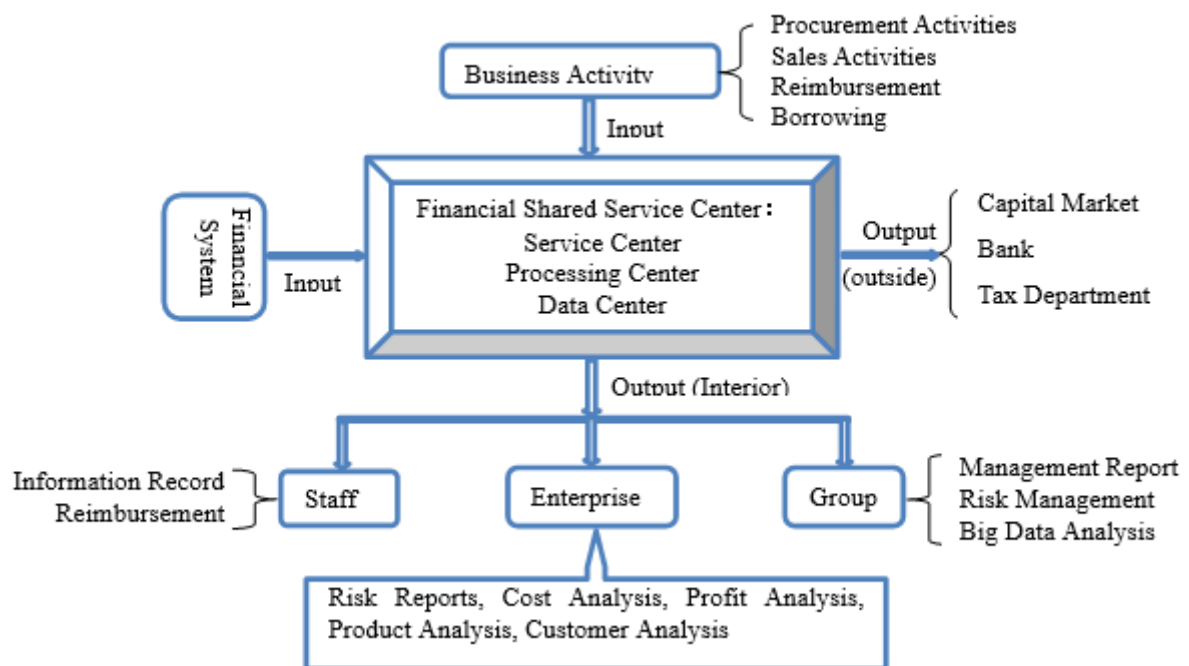 Procurement Activities
Sales Activities
Reimbursement
Borrowing
Business Activity
Input
Financial
System
Input
Financial Shared Service Center：
Service Center
Processing Center
Data Center
Output
(outside)
Capital Market
Bank
Tax Department
Output (Interior)
Information Record
Reimbursement
Staff
Enterprise
Group
Management Report
Risk Management
Big Data Analysis
Risk Reports, Cost Analysis, Profit Analysis,
Product Analysis, Customer Analysis